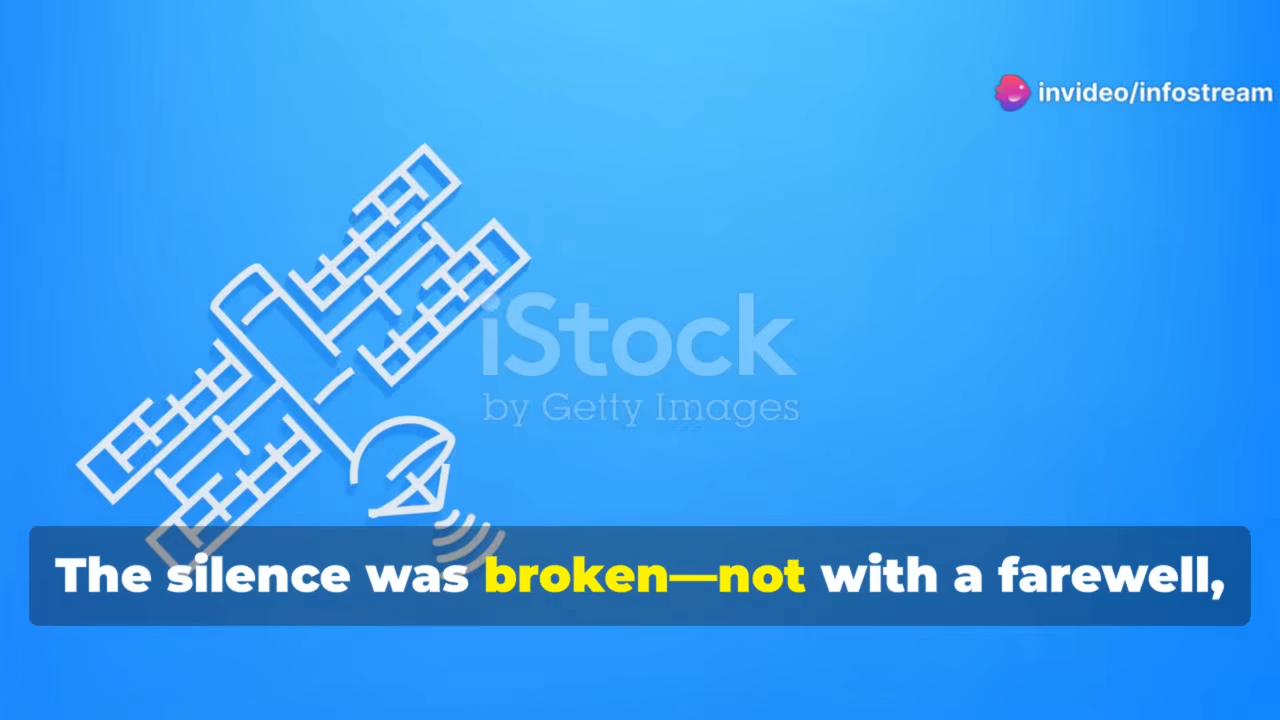 invideo/infostream
iStock
by Getty Images
The silence was broken—not with a farewell,